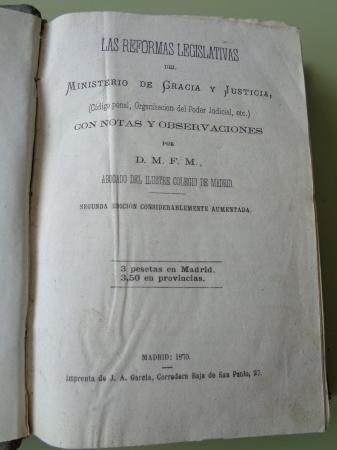 LAS REFORMAS LEGISLATIVAS
DEL
MINISTERIO DE GRACIA Y JUSTICIA,
(Código penal, Organizacion del Poder Judicial, etc.)
CON NOTAS Y OBSERVACIONES
POR
D. M. F. M.,
ABOGADO DEL ILUSTRE COLEGIO DE MADRID.
SEGUNDA EDICION CONSIDERABLEMENTE AUMENTADA.
3 pesetas en Madrid.
3,50 en provincias.
MADRID: 1870.
Imprenta de J. A. García, Corredera Baja de San Pablo, 27.